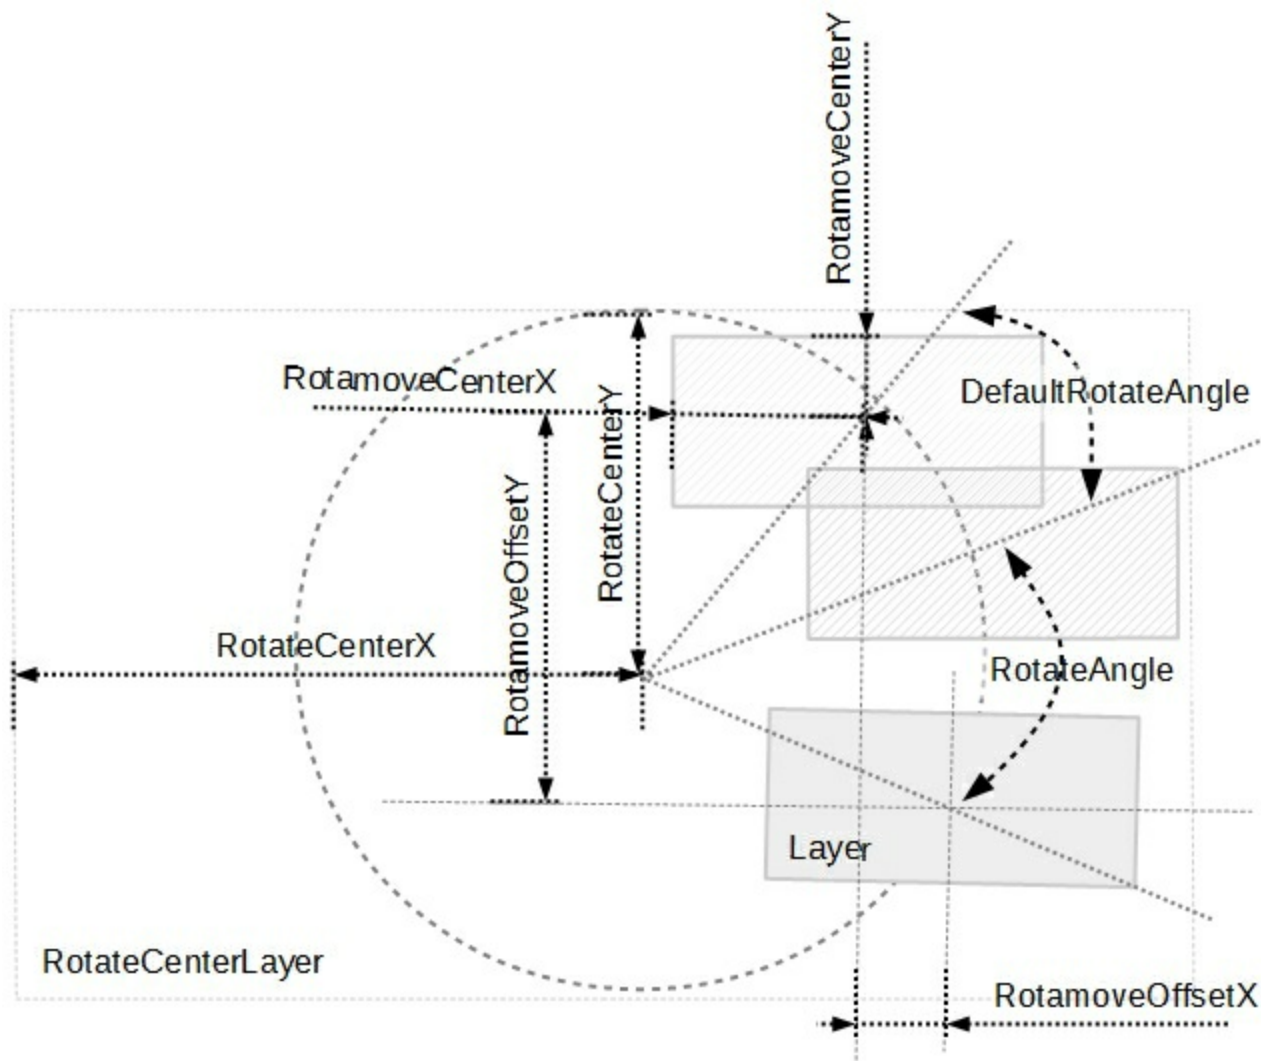 RotamoveCenterY
RotamoveCenterX
DefaultRotateAngle
RotateCenterY
RotamoveOffsetY
RotateCenterX
RotateAngle
Layer
RotateCenterLayer
RotamoveOffsetX